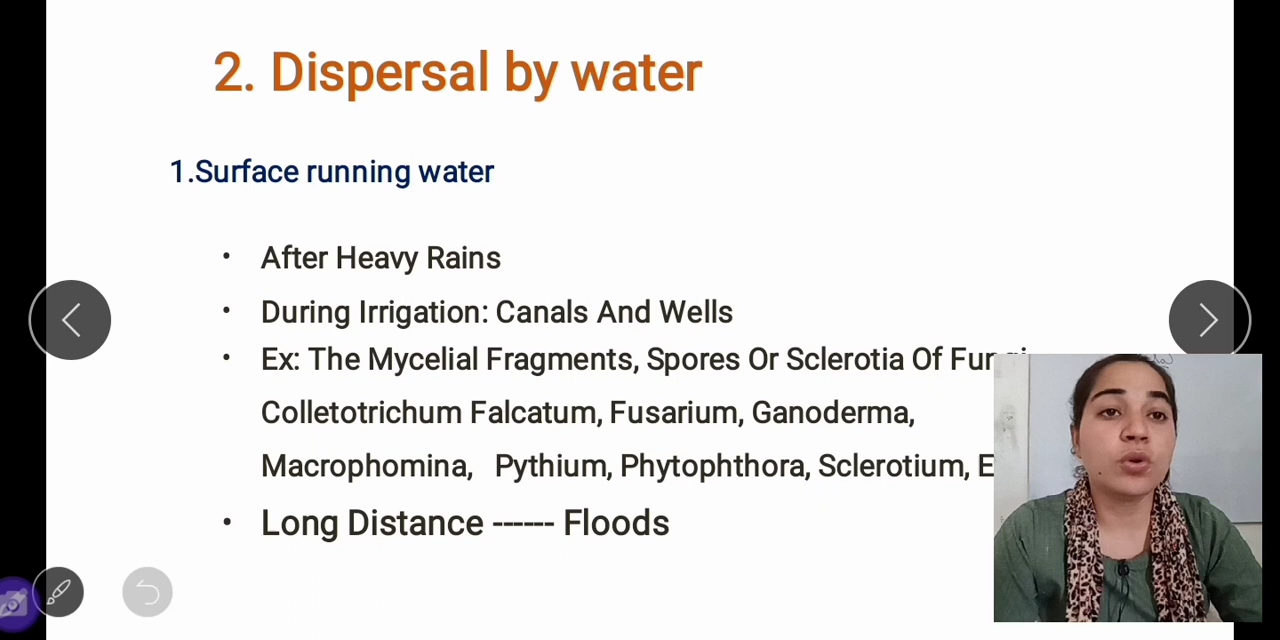 2. Dispersal by water
1.Surface running water
• After Heavy Rains
• During Irrigation: Canals And Wells
• Ex: The Mycelial Fragments, Spores Or Sclerotia Of
Colletotrichum Falcatum, Fusarium, Ganoderma,
Macrophomina, Pythium, Phytophthora, Sclerotium,
• Long Distance ------ Floods